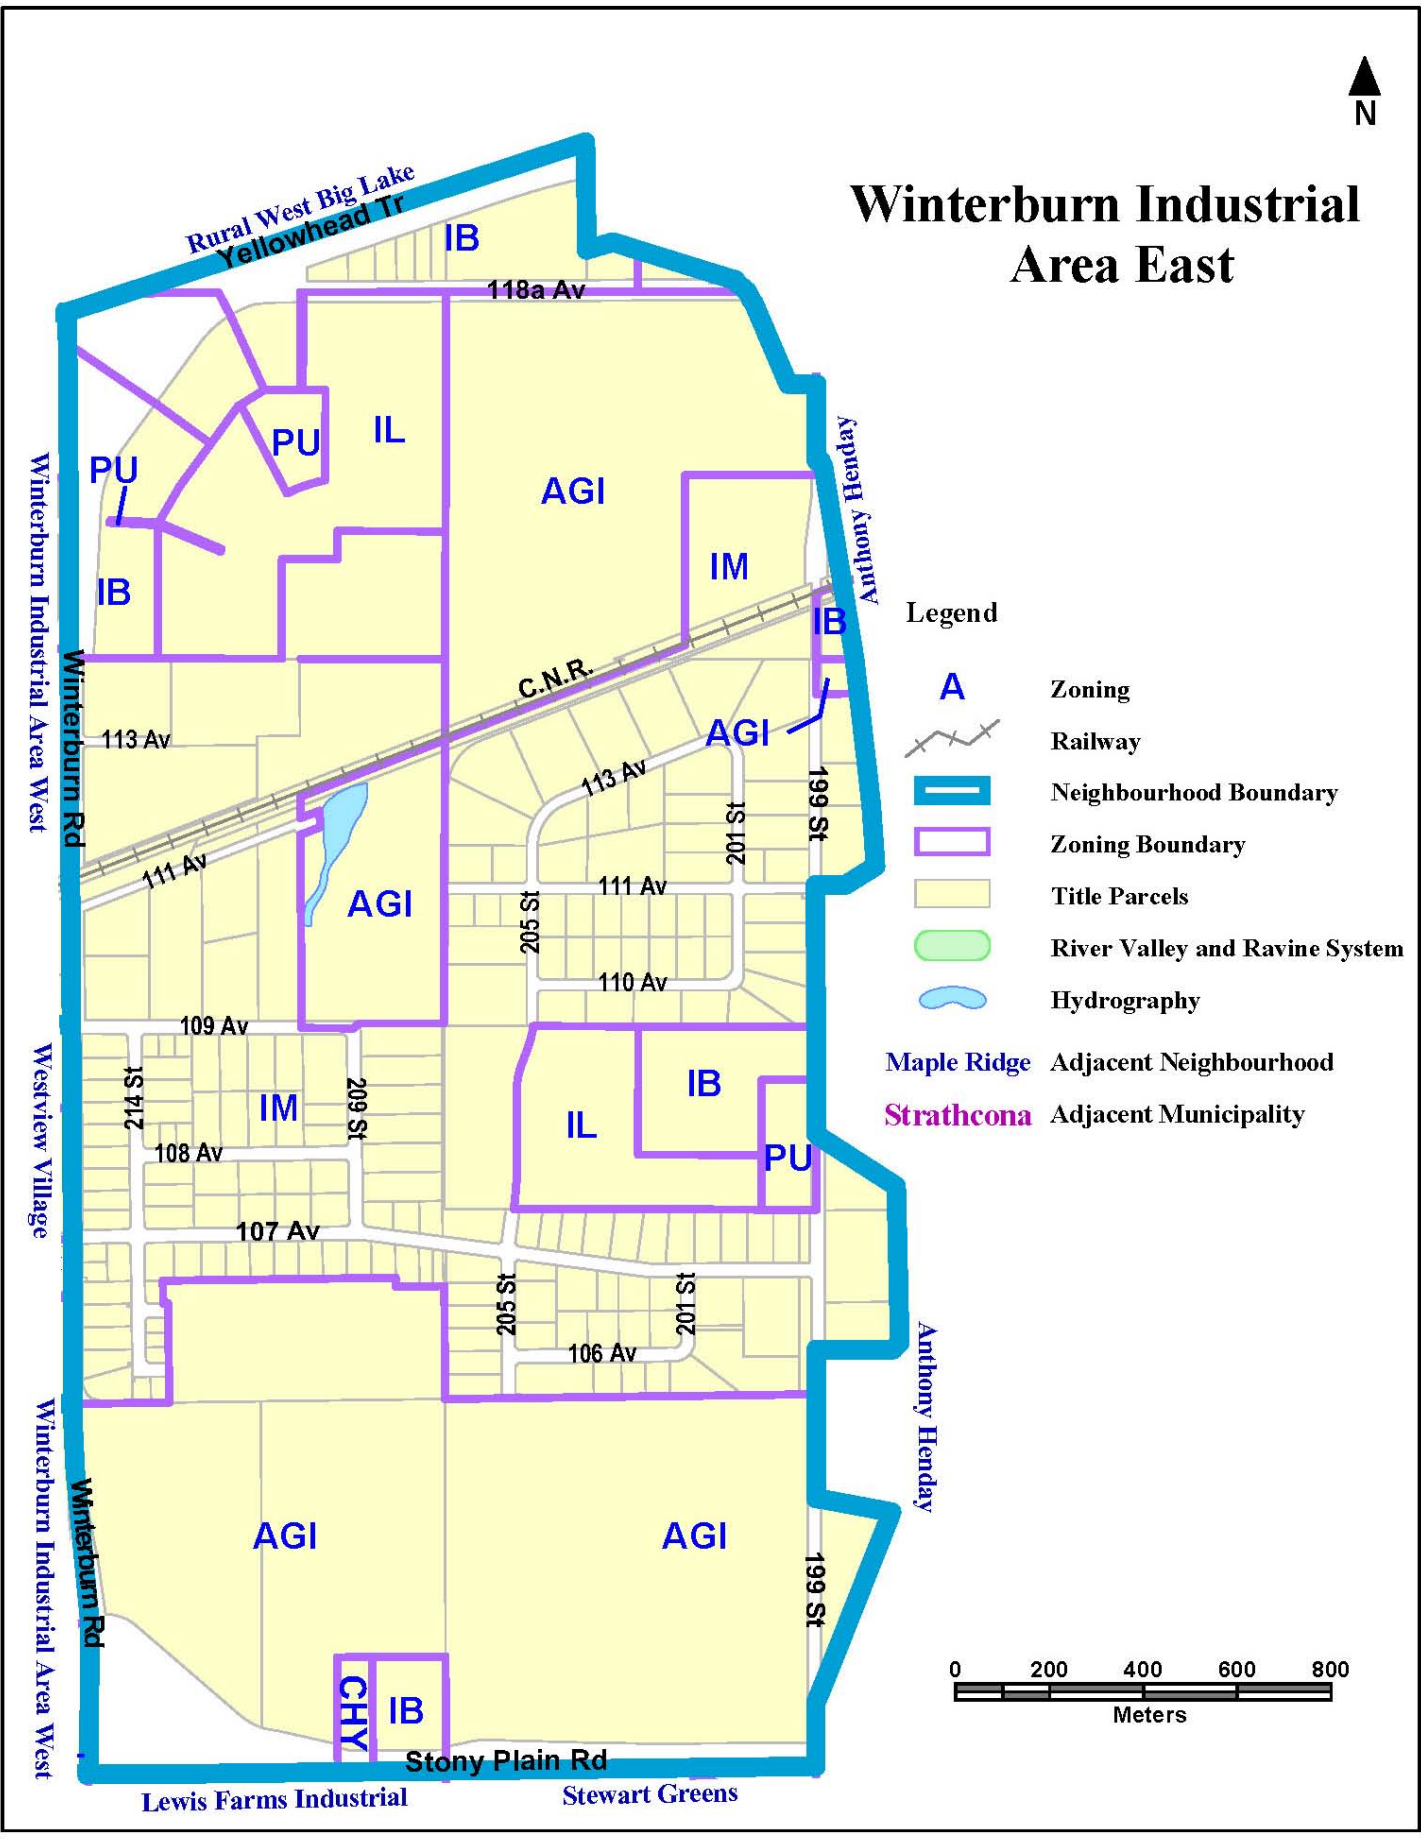 N
Winterburn Industrial
Area East
Rural West Big Lake
Yellowhead Tr
IB
118a Av
PU
IL
PU
AGI
Winterburn Industrial Area West
Anthony Henday
IM
IB
IB
Winterburn Rd
C.N.R.
113 Av
AGI
113 Av
199 St
201 St
111 Av
111 Av
AGI
205 St
110 Av
109 Av
Westview Village
214 St
209 St
IM
IB
IL
PU
108 Av
107 Av
205 St
201 St
106 Av
Anthony Henday
Winterburn Industrial Area West
Winterburn Rd
AGI
AGI
199 St
CHY
IB
Stony Plain Rd
Lewis Farms Industrial
Stewart Greens
Legend
A Zoning
Railway
Neighbourhood Boundary
Zoning Boundary
Title Parcels
River Valley and Ravine System
Hydrography
Maple Ridge Adjacent Neighbourhood
Strathcona Adjacent Municipality
0 200 400 600 800
Meters